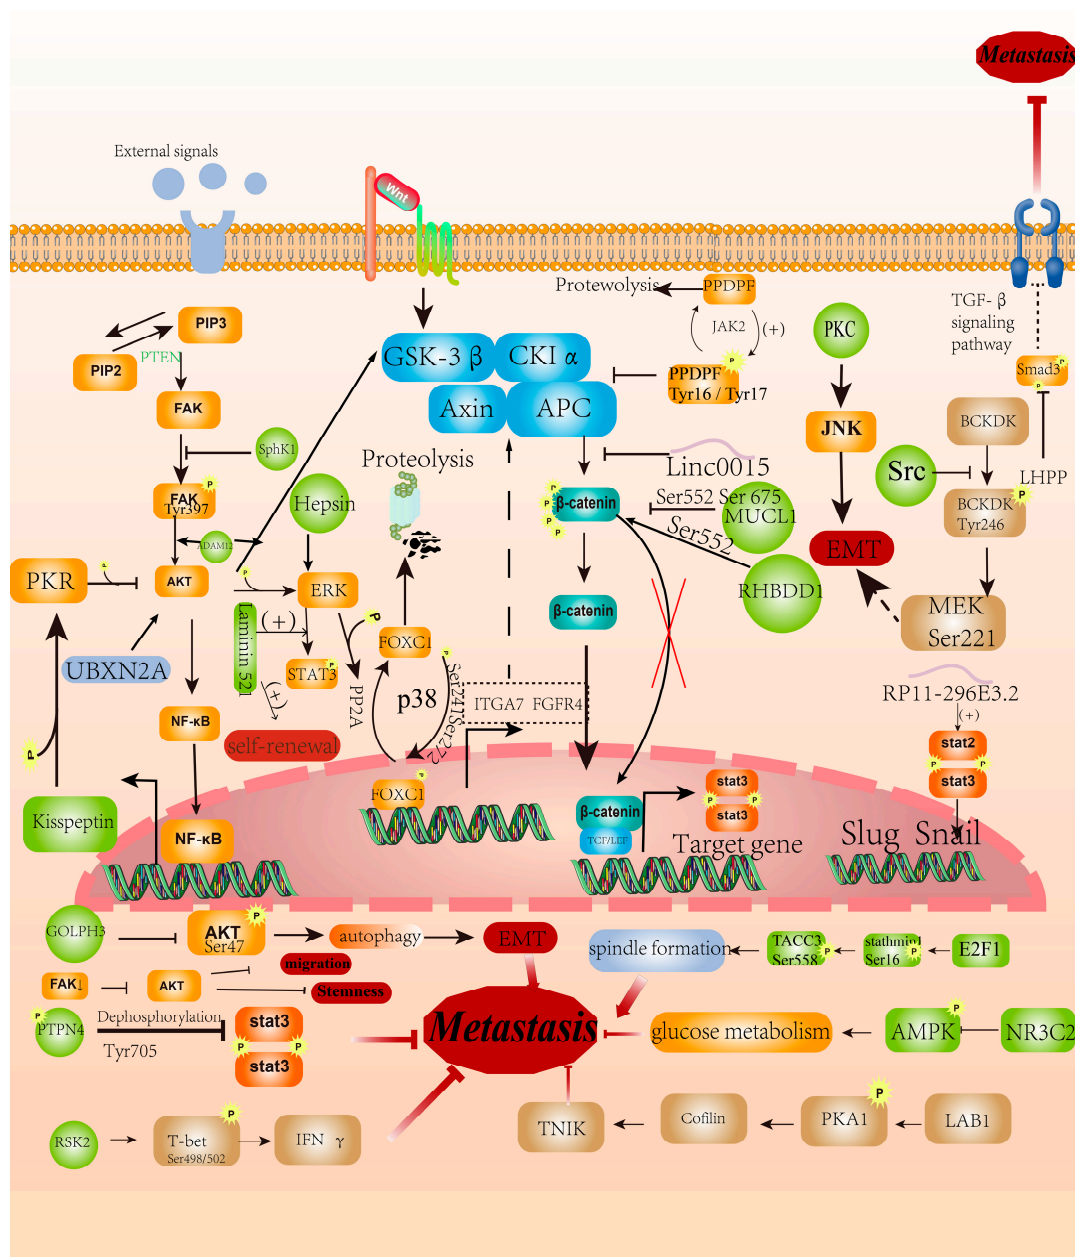 Metastasis
External signals
Wnt
Protewolysis
PPDPF
TGF- β
signaling
pathway
PIP3
PKC
JAK2
(+)
PTEN
PIP2
GSK-3 β
CKI α
PPDPF
P
Tyr16 / Tyr17
Smad3
P
P
FAK
Axin
APC
JNK
BCKDK
SphK1
Proteolysis
Linc0015
Src
LHPP
FAK
Tyr397
P
Hepsin
P
P
P
P
β-catenin
Ser552 Ser 675
MUCL1
Ser552
BCKDK
Tyr246
P
ADAM12
EMT
PKR
P
AKT
P
ERK
RHBDD1
Laminin 521
(+)
P
β-catenin
MEK
Ser221
FOXC1
P
UBXN2A
STAT3
P
(+)
PP2A
p38
Ser241Ser272
ITGA7 FGFR4
RP11-296E3.2
(+)
NF-κB
self-renewal
P
stat2
P
P
stat3
FOXC1
P
stat3
P
P
stat3
Kisspeptin
NF-κB
β-catenin
TCF/LEF
Target gene
Slug Snail
GOLPH3
AKT
Ser47
P
autophagy
EMT
spindle formation
TACC3
Ser558
P
stathmin1
Ser16
P
E2F1
migration
FAK↓
AKT
Stemness
P
PTPN4
Dephosphorylation
Tyr705
stat3
P
P
stat3
Metastasis
glucose metabolism
AMPK
P
NR3C2
RSK2
T-bet
Ser498/502
P
IFN γ
TNIK
Cofilin
PKA1
P
LAB1